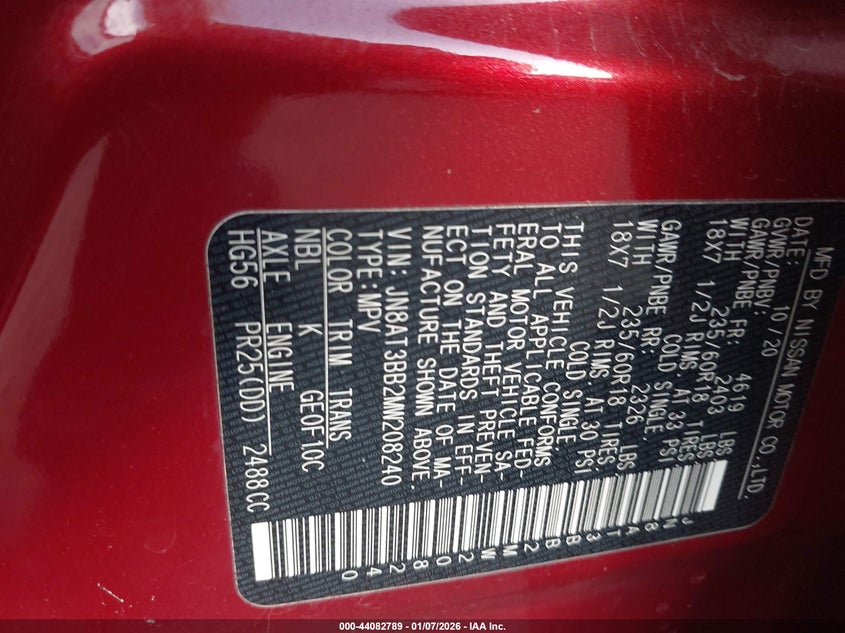 MFD BY NISSAN MOTOR CO.,LTD.
DATE: 10/20
GVWR/PNBV: 4619 LBS
GAWR/PNBE FR: 2403 LBS
WITH 235/60R18 TIRES
18X7 1/2J RIMS. AT 33 PSI
COLD SINGLE.
GAWR/PNBE RR: 2326 LBS
WITH 235/60R18 TIRES
18X7 1/2J RIMS. AT 30 PSI
COLD SINGLE
THIS VEHICLE CONFORMS
TO ALL APPLICABLE FED-
ERAL MOTOR VEHICLE SA-
FETY AND THEFT PREVEN-
TION STANDARDS IN EFF-
ECT ON THE DATE OF MA-
NUFACTURE SHOWN ABOVE.
VIN: JN8AT3BB2MW208240
TYPE: MPV
COLOR TRIM TRANS
NBL K GEOF10C
AXLE ENGINE
HG56 PR25(DD) 2488CC
JN8AT3BB2MW208240
000-44082789 - 01/07/2026 - IAA Inc.